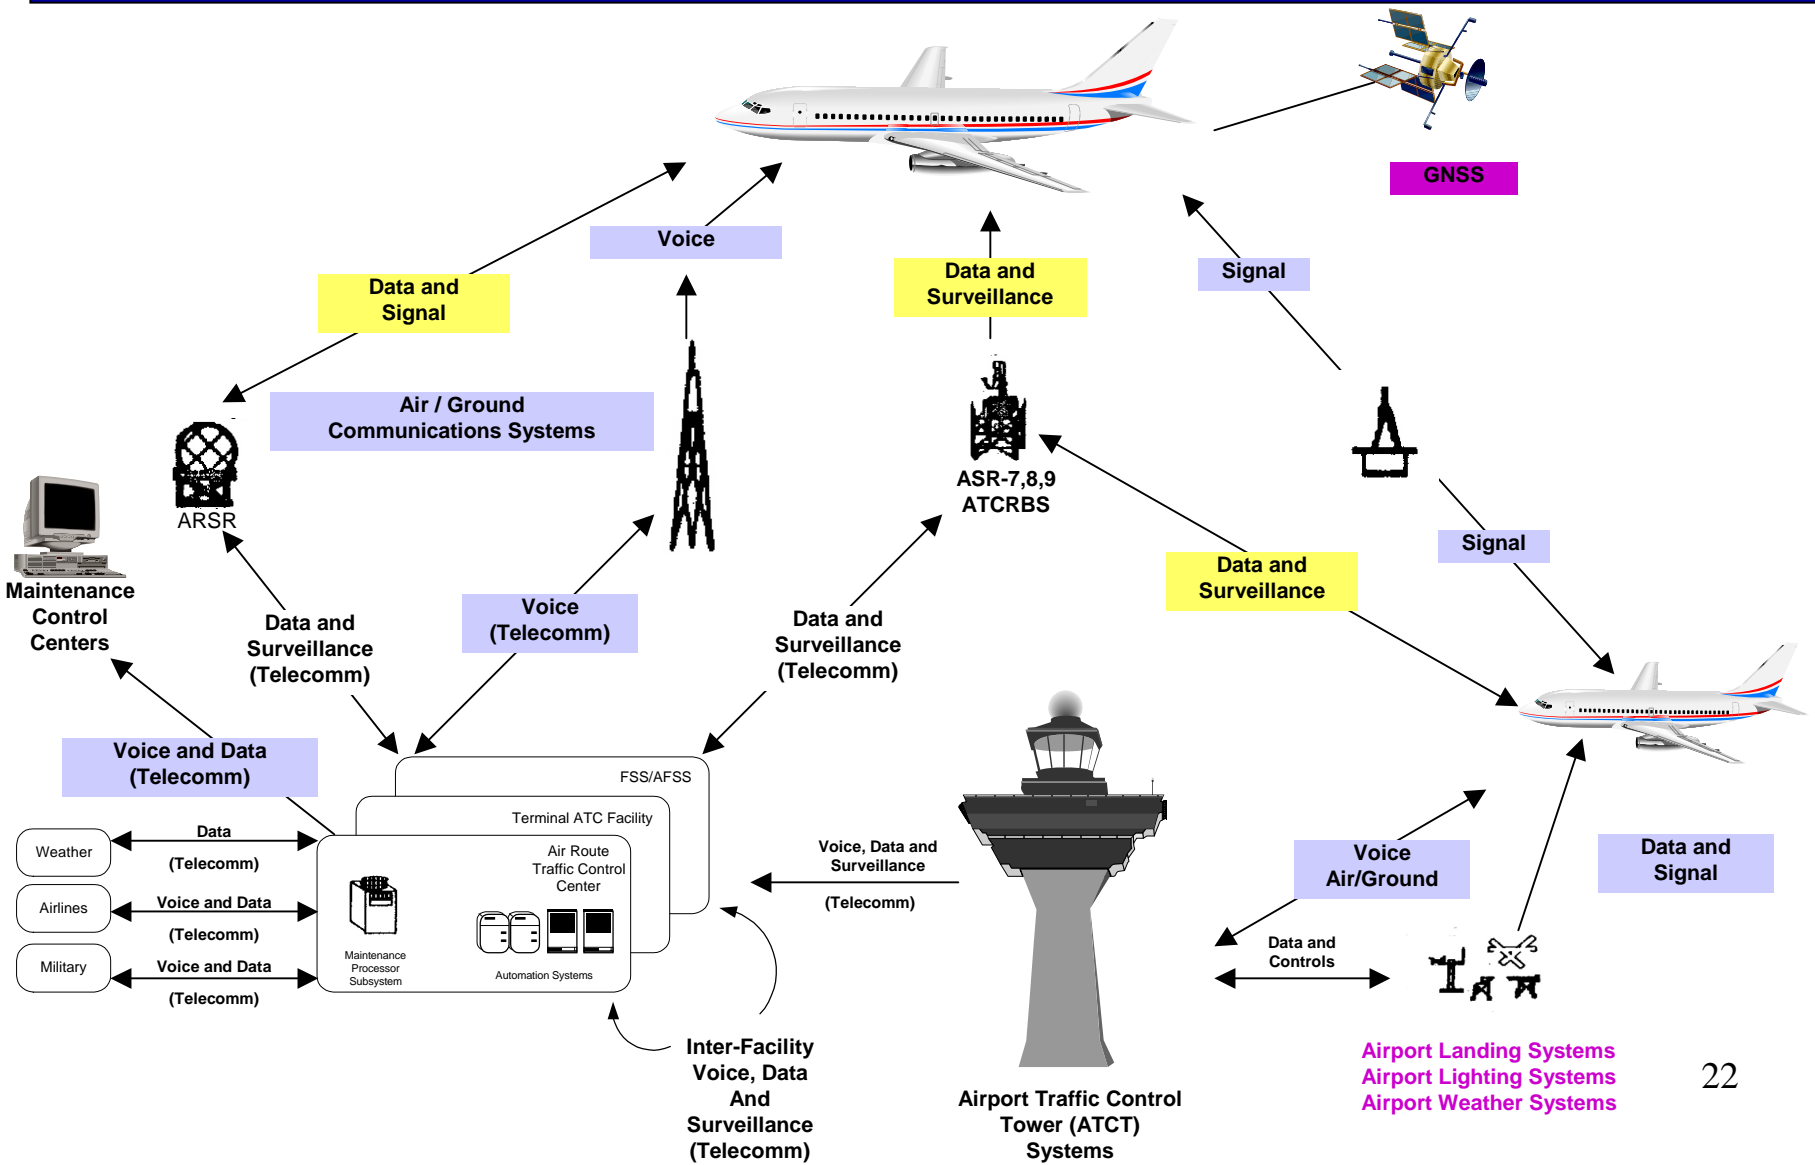 GNSS
Voice
Signal
Data and
Surveillance
Data and
Signal
Air / Ground
Communications Systems
ASR-7,8,9
ATCRBS
ARSR
Signal
Data and
Surveillance
Maintenance
Control
Centers
Voice
(Telecomm)
Data and
Surveillance
(Telecomm)
Data and
Surveillance
(Telecomm)
Voice and Data
(Telecomm)
FSS/AFSS
Terminal ATC Facility
Air Route
Traffic Control
Center
Maintenance
Processor
Subsystem
Automation Systems
Weather
Data
(Telecomm)
Airlines
Voice and Data
(Telecomm)
Military
Voice and Data
(Telecomm)
Voice, Data and
Surveillance
(Telecomm)
Voice
Air/Ground
Data and
Signal
Data and
Controls
Inter-Facility
Voice, Data
And
Surveillance
(Telecomm)
Airport Traffic Control
Tower (ATCT)
Systems
Airport Landing Systems
Airport Lighting Systems
Airport Weather Systems
22